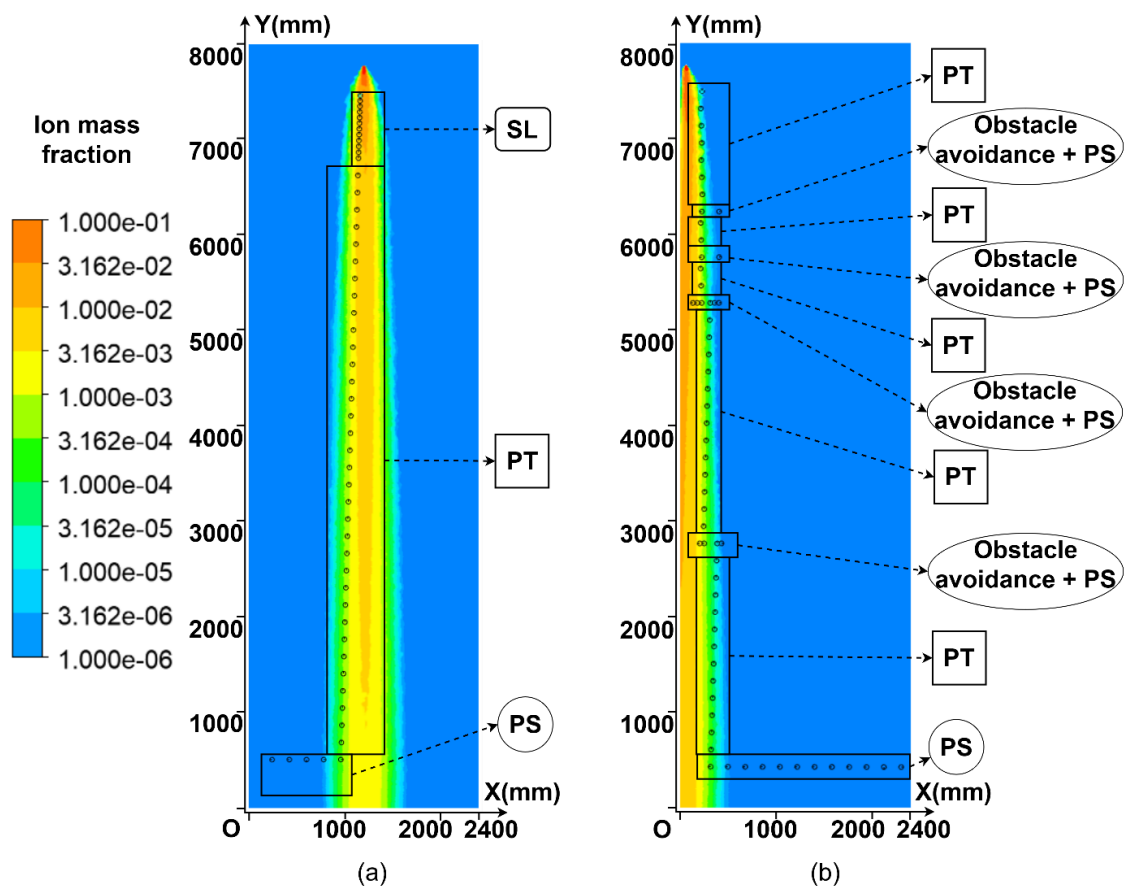 Ion mass
fraction
1.000e-01
3.162e-02
1.000e-02
3.162e-03
1.000e-03
3.162e-04
1.000e-04
3.162e-05
1.000e-05
3.162e-06
1.000e-06
Y(mm)
8000
7000
6000
5000
4000
3000
2000
1000
O
1000
2000
2400
X(mm)
SL
PT
PS
(a)
Y(mm)
8000
7000
6000
5000
4000
3000
2000
1000
O
1000
2000
2400
X(mm)
PT
Obstacle
avoidance + PS
PT
Obstacle
avoidance + PS
PT
Obstacle
avoidance + PS
PT
Obstacle
avoidance + PS
PT
PS
(b)